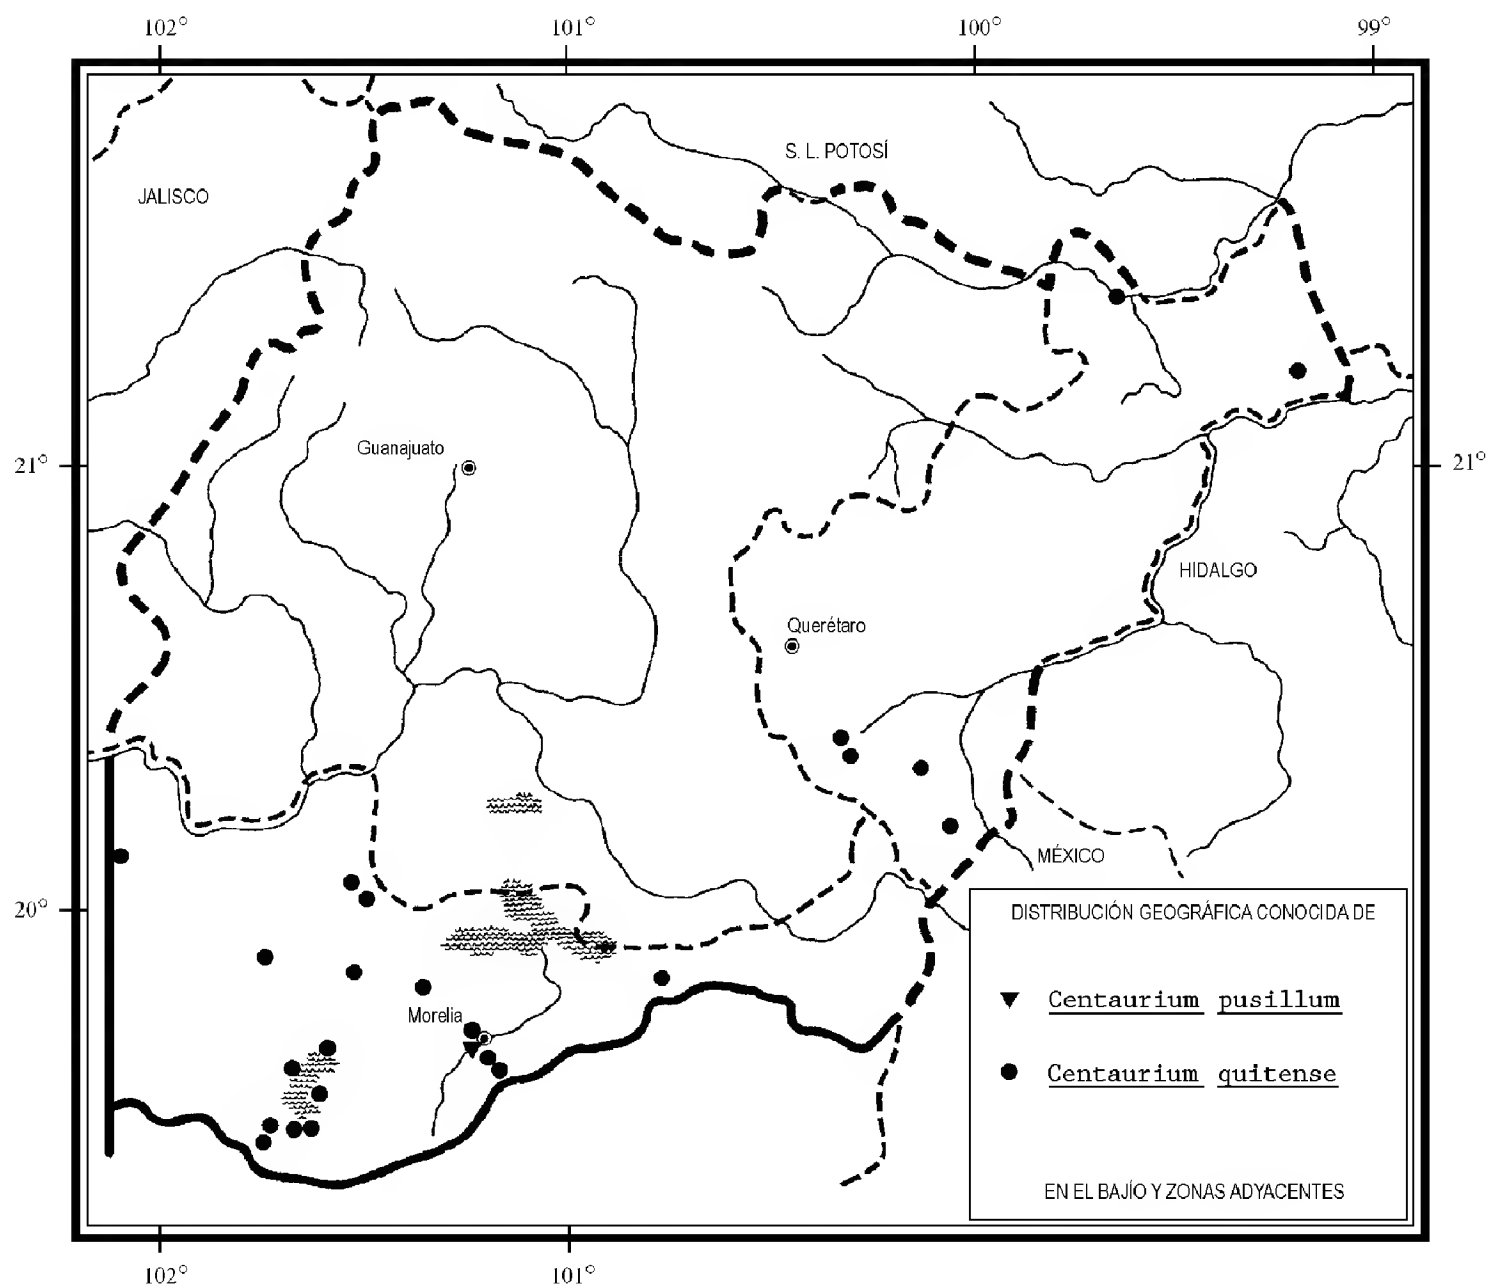 102° 101° 100° 99°
S. L. POTOSÍ
JALISCO
Guanajuato
21° 21°
HIDALGO
Querétaro
MÉXICO
20°
DISTRIBUCIÓN GEOGRÁFICA CONOCIDA DE
Centaurium pusillum
Morelia
Centaurium quitense
EN EL BAJÍO Y ZONAS ADYACENTES
102° 101°